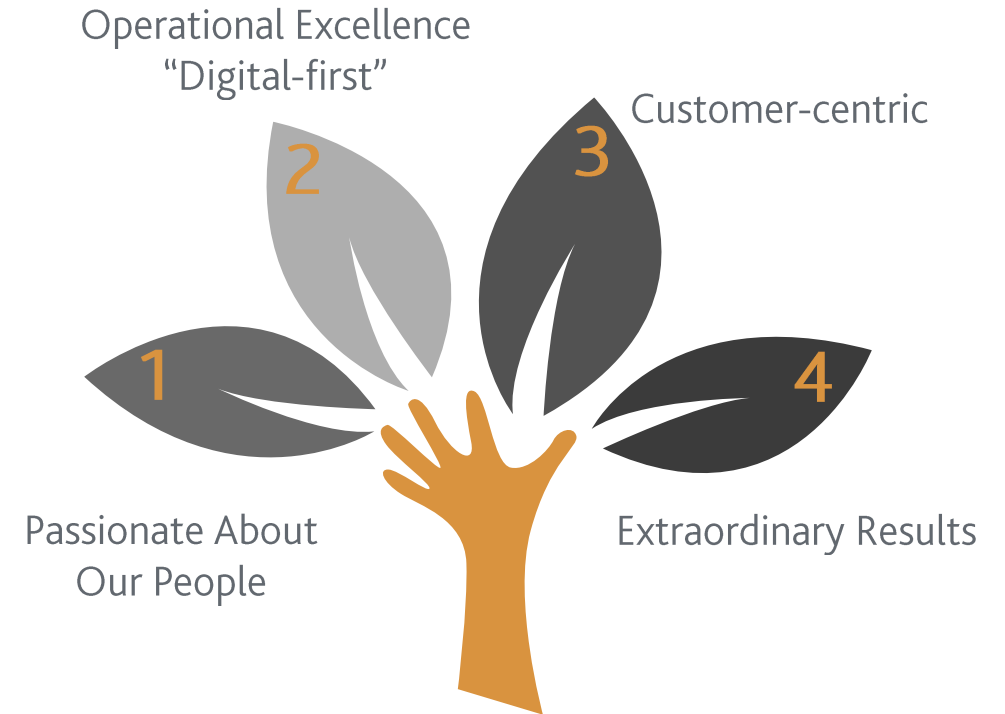 Operational Excellence
“Digital-first”
Customer-centric
2
3
1
4
Passionate About
Our People
Extraordinary Results